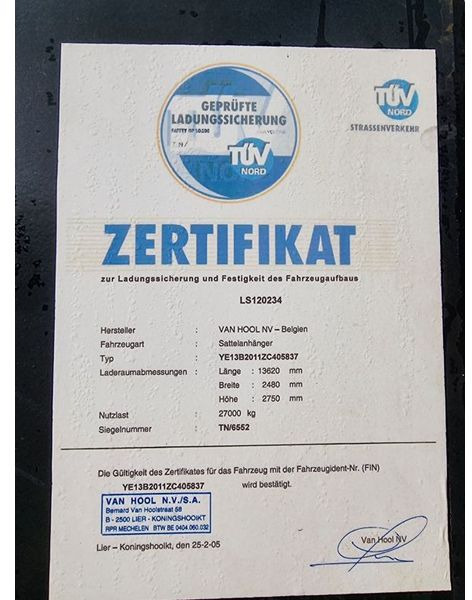 GEPRÜFTE
LADUNGSSICHERUNG
TÜV
NORD
TÜV
NORD
STRASSENVERKEHR
ZERTIFIKAT
zur Ladungssicherung und Festigkeit des Fahrzeugaufbaus
LS120234
Hersteller : VAN HOOL NV – Belgien
Fahrzeugart : Sattelanhänger
Typ : YE13B2011ZC405837
Laderaumabmessungen : Länge : 13620 mm
Breite : 2480 mm
Höhe : 2750 mm
Nutzlast : 27000 kg
Siegelnummer : TN/6552
Die Gültigkeit des Zertifikates für das Fahrzeug mit der Fahrzeugident-Nr. (FIN)
YE13B2011ZC405837 wird bestätigt.
VAN HOOL N.V./S.A.
Bernard Van Hoolstraat 58
B - 2500 LIER - KONINGSHOOIKT
RPR MECHELEN BTW BE 0404.060.032
Lier – Koningshooikt, am 25-2-05
Van Hool NV